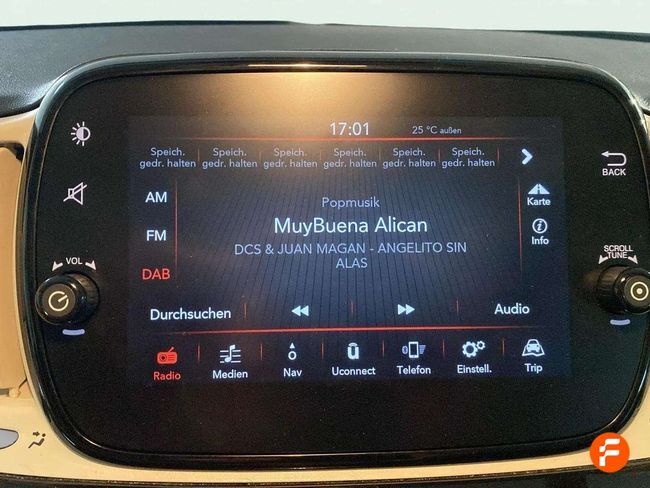 17:01 25 °C außen
Speich. Speich. Speich. Speich. Speich. Speich.
gedr. halten gedr. halten gedr. halten gedr. halten gedr. halten gedr. halten
BACK
AM
Popmusik
Karte
MuyBuena Alican
FM
DCS & JUAN MAGAN - ANGELITO SIN
ALAS
Info
VOL
DAB
SCROLL
TUNE
Durchsuchen
Audio
Radio Medien Nav Uconnect Telefon Einstell. Trip